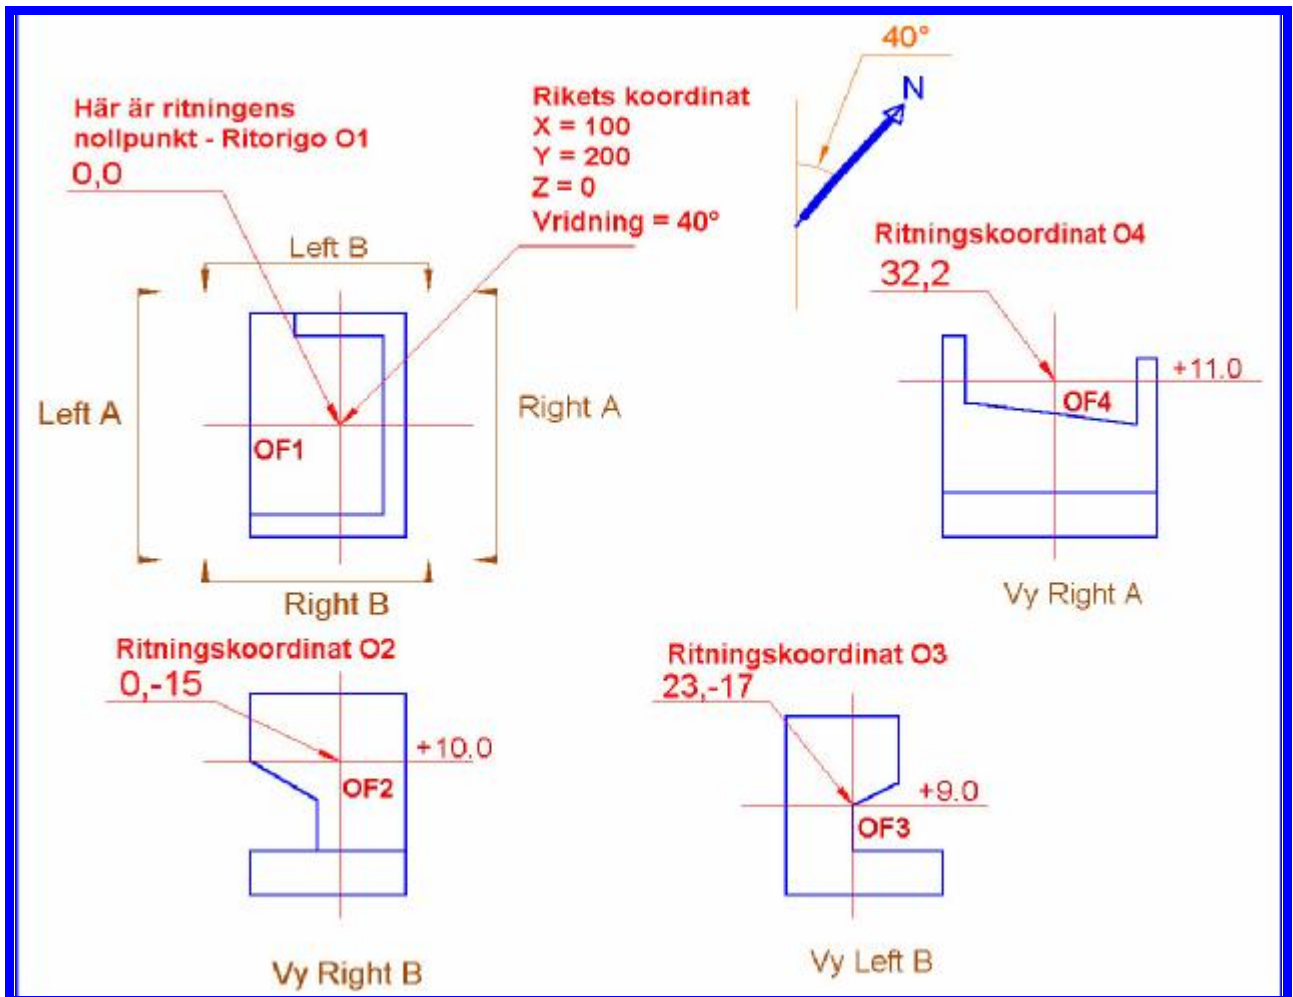 40°
N
Här är ritningens
nollpunkt - Ritorigo O1
0,0
Rikets koordinat
X = 100
Y = 200
Z = 0
Vridning = 40°
Ritningskoordinat O4
32,2
Left B
Left A
Right A
OF1
+11.0
OF4
Right B
Vy Right A
Ritningskoordinat O2
0,-15
Ritningskoordinat O3
23,-17
+10.0
OF2
+9.0
OF3
Vy Right B
Vy Left B